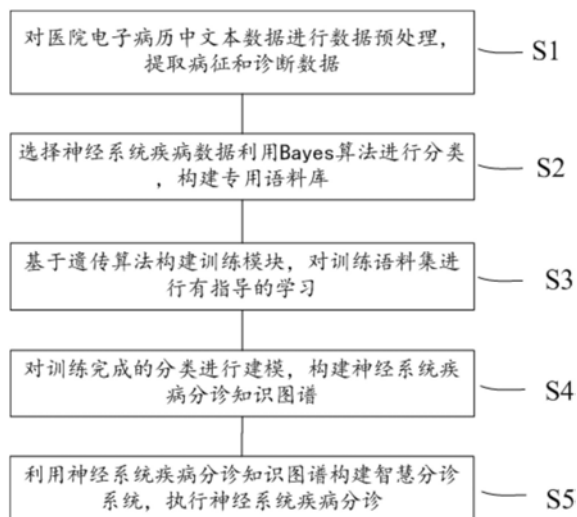 对医院电子病历中文本数据进行数据预处理，
提取病征和诊断数据
S1
选择神经系统疾病数据利用Bayes算法进行分类
，构建专用语料库
S2
基于遗传算法构建训练模块，对训练语料集进
行有指导的学习
S3
对训练完成的分类进行建模，构建神经系统疾
病分诊知识图谱
S4
利用神经系统疾病分诊知识图谱构建智慧分诊
系统，执行神经系统疾病分诊
S5